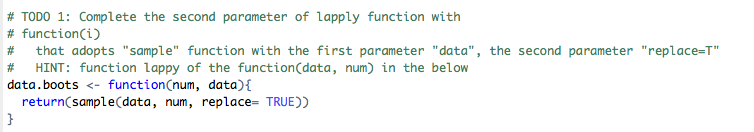 # TODO 1: Complete the second parameter of lapply function with
# function(i)
#   that adopts "sample" function with the first parameter "data", the second parameter "replace=T"
#   HINT: function lappy of the function(data, num) in the below
data.boots <- function(num, data){
  return(sample(data, num, replace= TRUE))
}